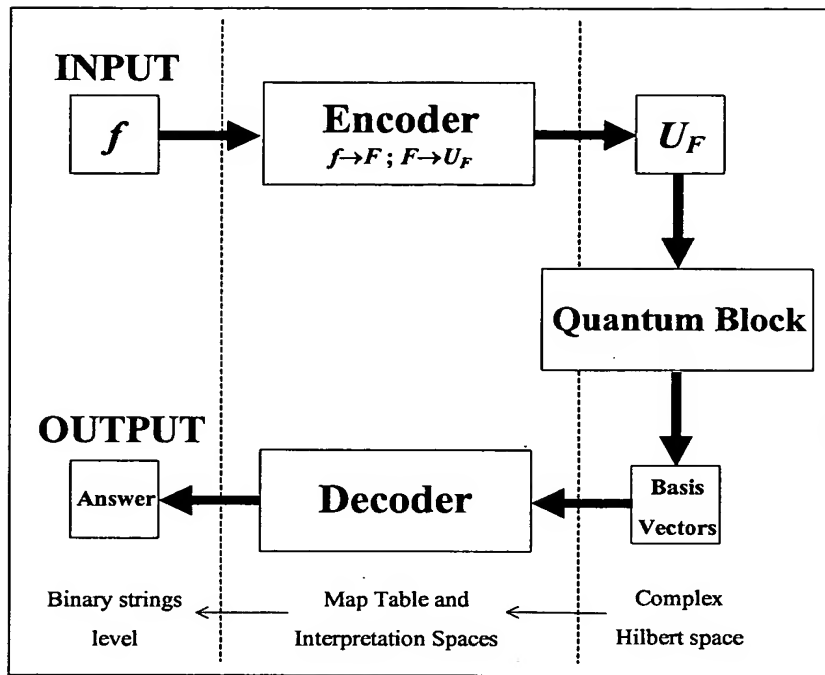 INPUT
f
Encoder
f→F ; F→U_F
U_F
Quantum Block
OUTPUT
Answer
Decoder
Basis
Vectors
Binary strings
level
Map Table and
Interpretation Spaces
Complex
Hilbert space